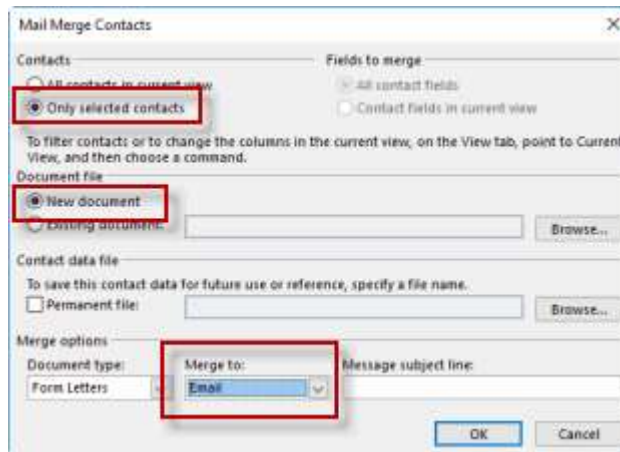 Mail Merge Contacts
Contacts
Fields to merge
All contacts in current view
All contact fields
Only selected contacts
Contact fields in current view
To filter contacts or to change the columns in the current view, on the View tab, point to Current
View, and then choose a command.
Document file
New document
Existing document:
Browse...
Contact data file
To save this contact data for future use or reference, specify a file name.
Permanent file:
Browse...
Merge options
Document type:
Merge to:
Message subject line:
Form Letters
Email
OK
Cancel